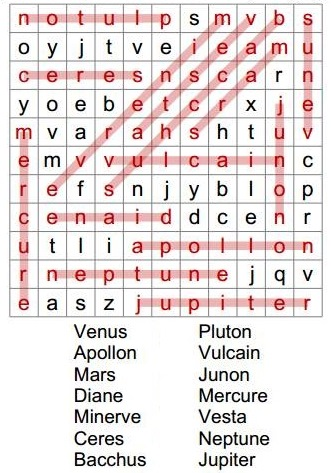 n o t u l p s m v b s
o y j t v e i e a m u
c e r e s n s c a r n
y o e b e t c r x j e
m v a r a h s h t u v
e m v v u l c a i n c
r e f s n j y b l o p
c e n a i d d c e n r
u t l i a p o l l o n
r n e p t u n e j q v
e a s z j u p i t e r
Venus Pluton
Apollon Vulcain
Mars Junon
Diane Mercure
Minerve Vesta
Ceres Neptune
Bacchus Jupiter